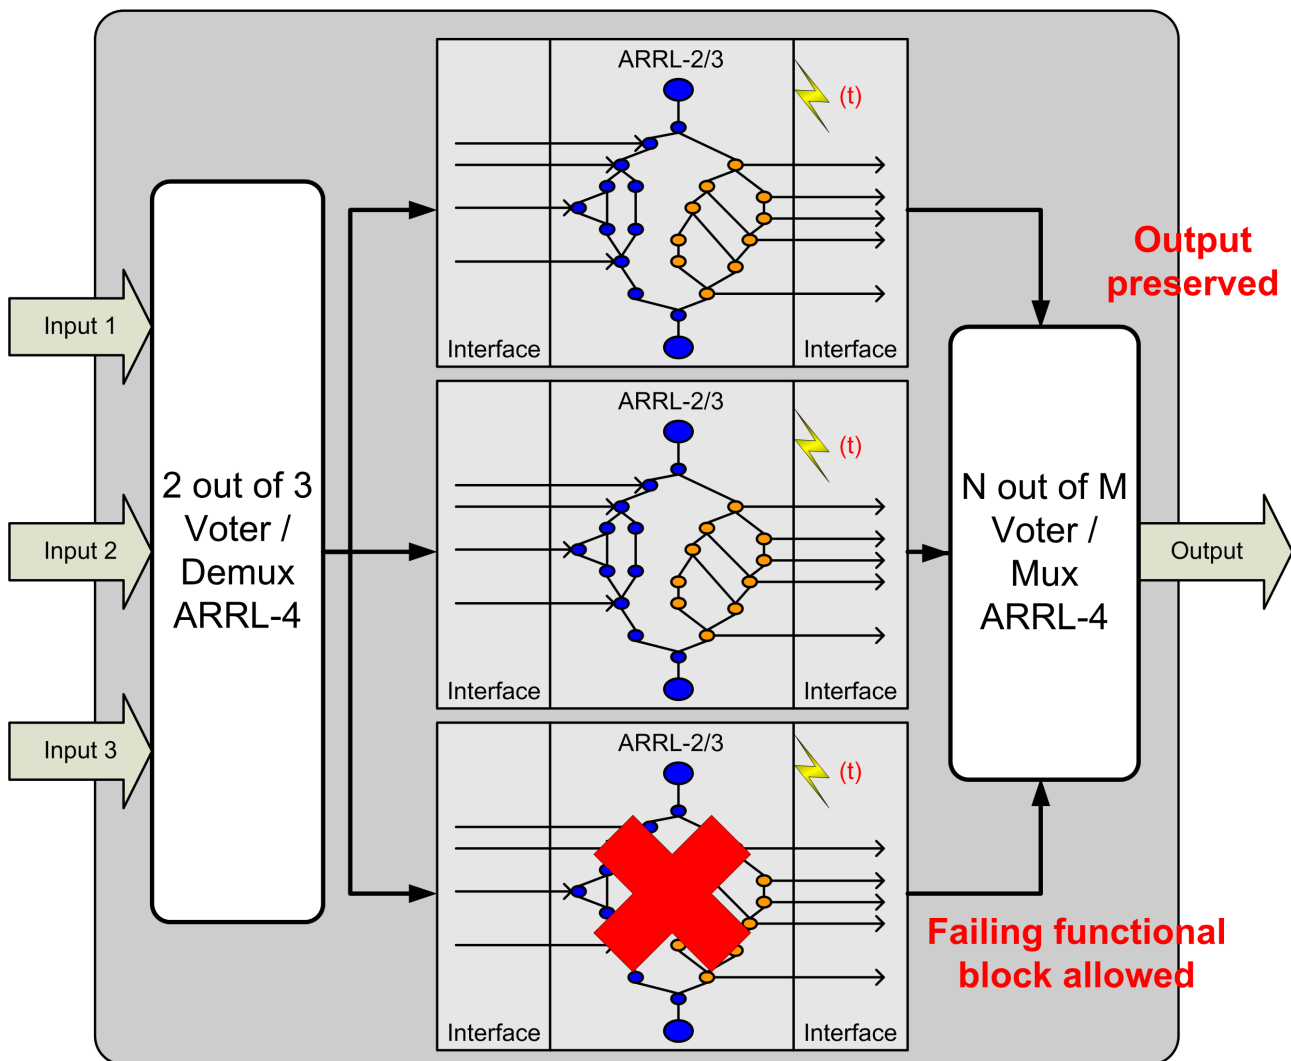 ARRL-2/3
(t)
Interface
Interface
Output
preserved
Input 1
Input 2
Input 3
2 out of 3
Voter /
Demux
ARRL-4
ARRL-2/3
(t)
Interface
Interface
N out of M
Voter /
Mux
ARRL-4
Output
ARRL-2/3
(t)
Interface
Interface
Failing functional
block allowed